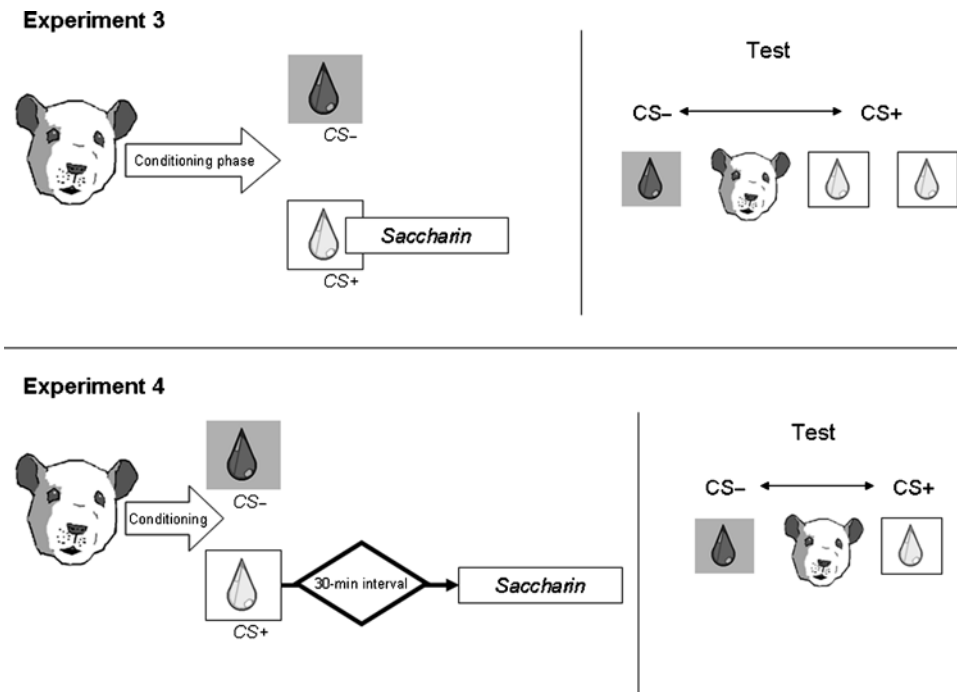 Experiment 3
Test
CS– CS+
CS–
Conditioning phase
Saccharin
CS+
Experiment 4
Test
CS– CS+
CS–
Conditioning
30-min interval
Saccharin
CS+